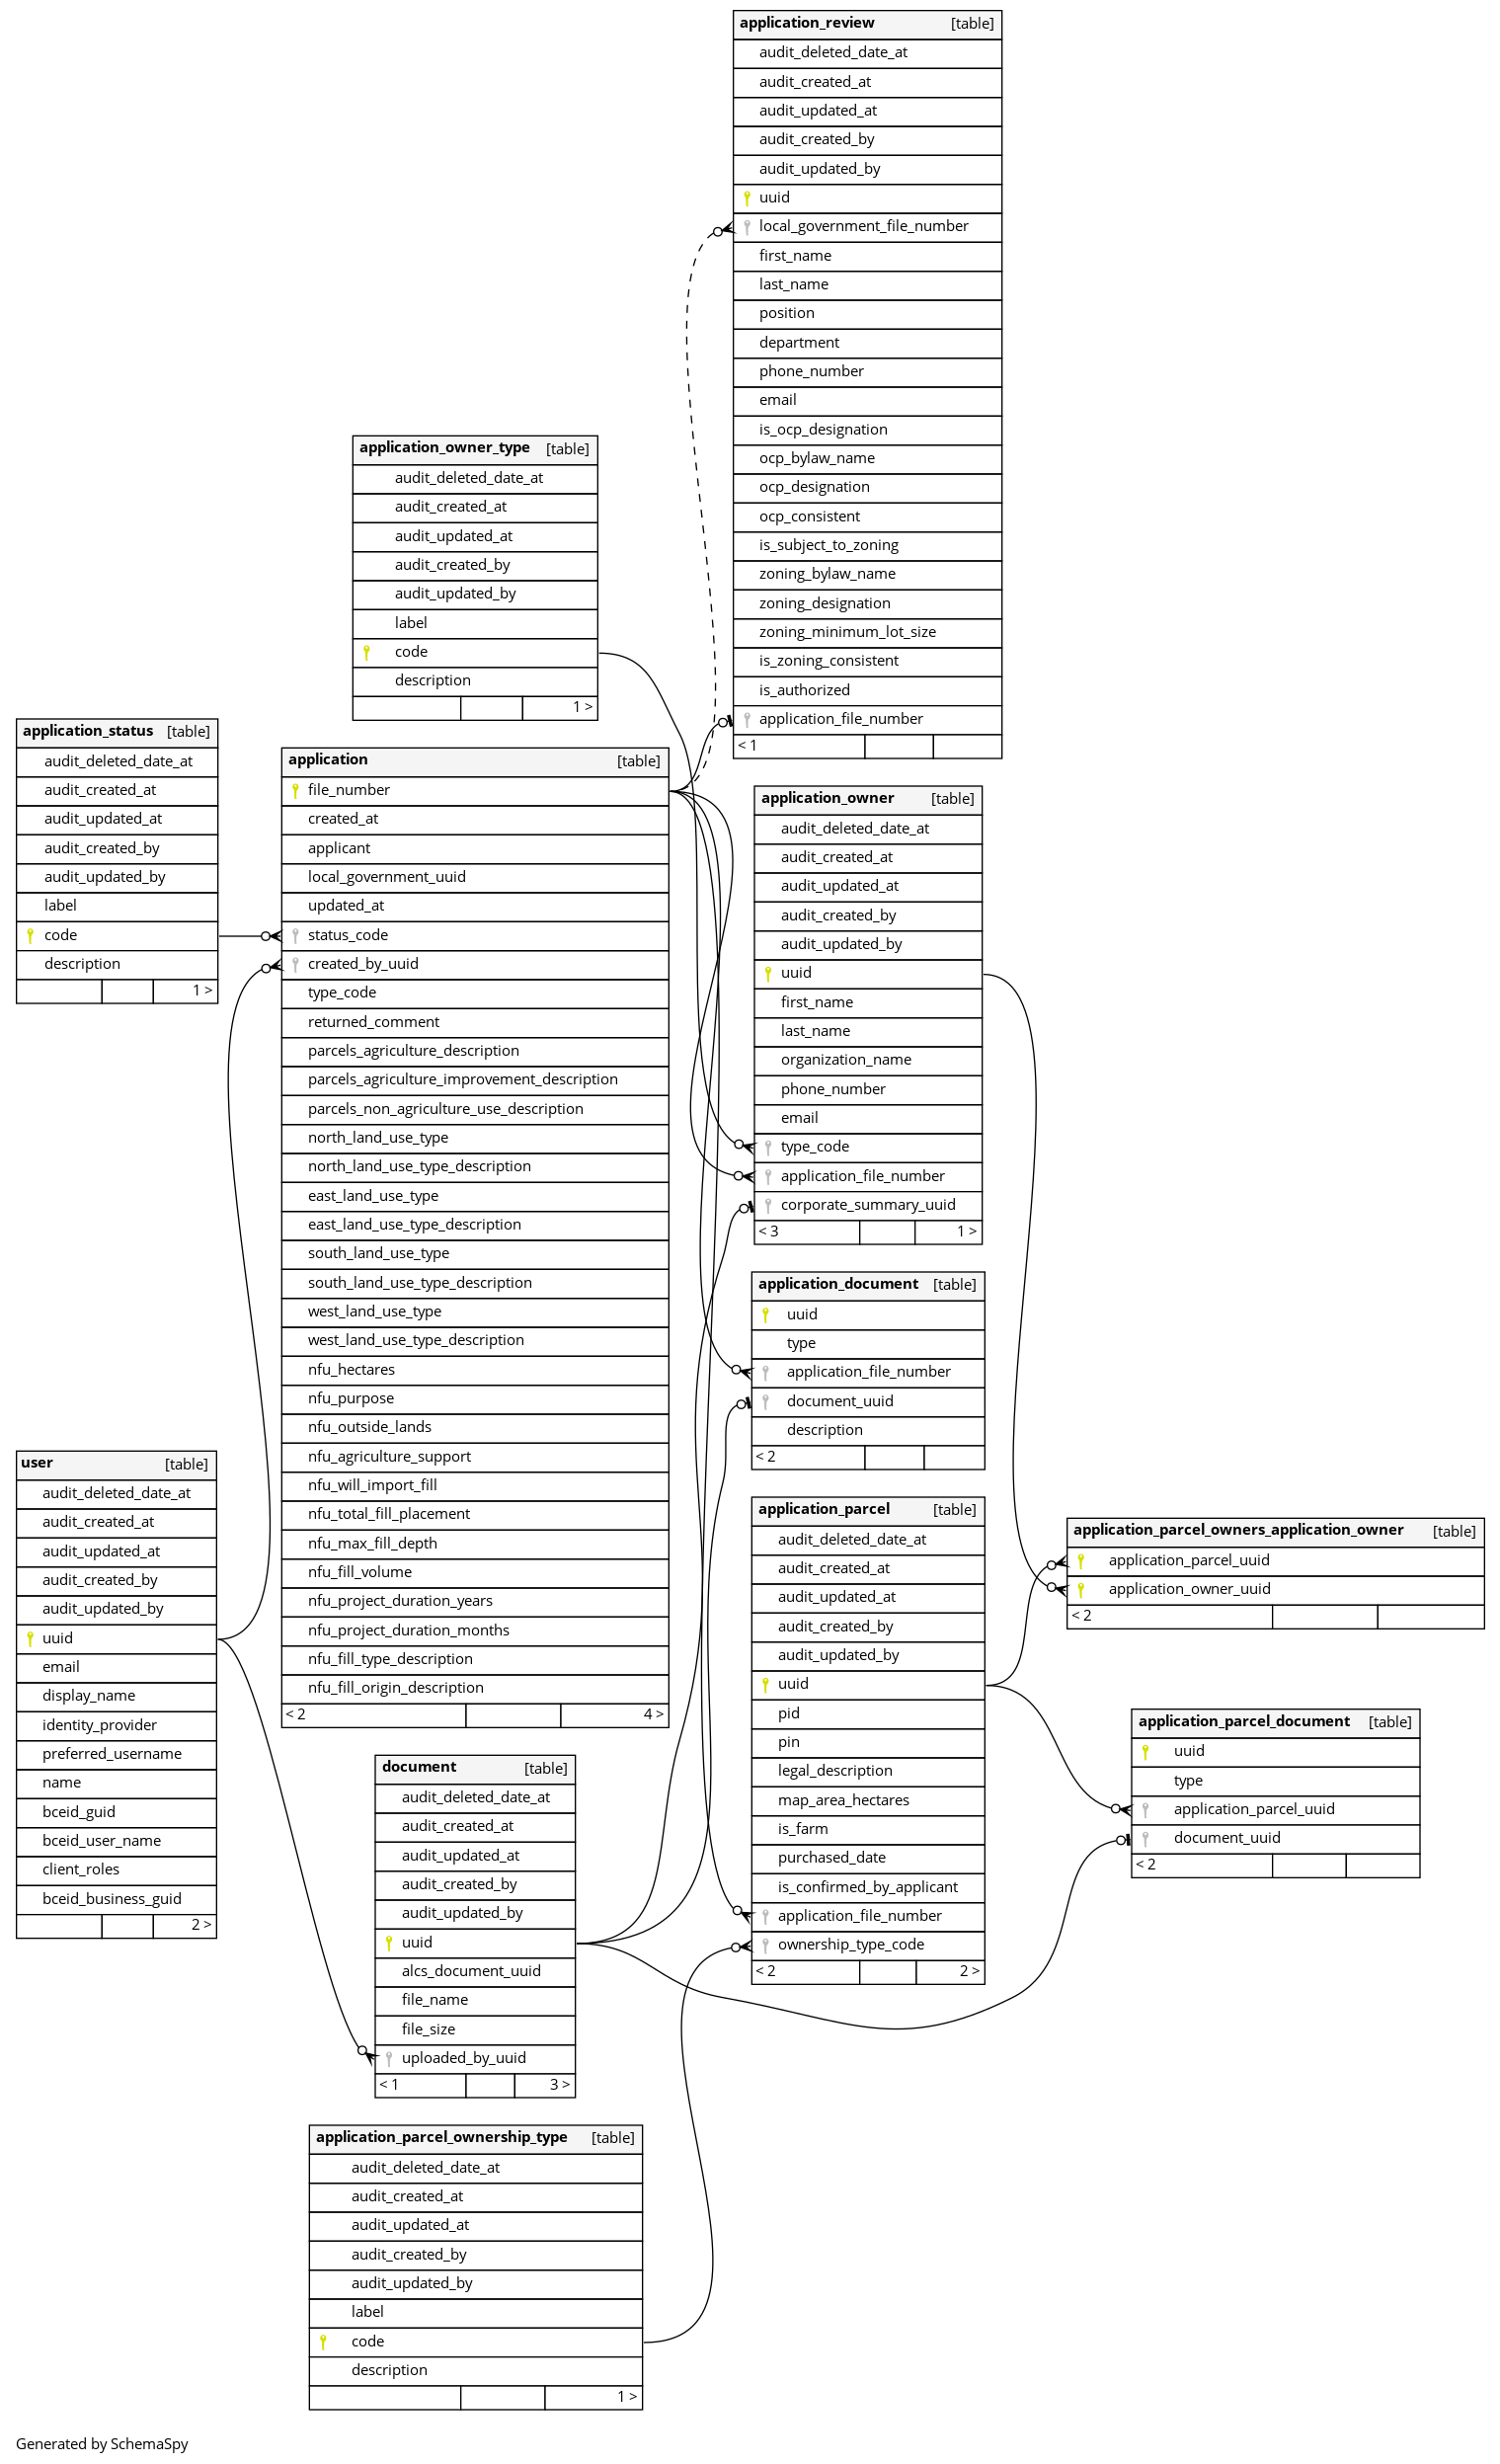 application_review [table]
audit_deleted_date_at
audit_created_at
audit_updated_at
audit_created_by
audit_updated_by
uuid
local_government_file_number
first_name
last_name
position
department
phone_number
email
is_ocp_designation
ocp_bylaw_name
ocp_designation
ocp_consistent
is_subject_to_zoning
zoning_bylaw_name
zoning_designation
zoning_minimum_lot_size
is_zoning_consistent
is_authorized
application_file_number
< 1
application_owner_type [table]
audit_deleted_date_at
audit_created_at
audit_updated_at
audit_created_by
audit_updated_by
label
code
description
1 >
application_status [table]
audit_deleted_date_at
audit_created_at
audit_updated_at
audit_created_by
audit_updated_by
label
code
description
1 >
application [table]
file_number
created_at
applicant
local_government_uuid
updated_at
status_code
created_by_uuid
type_code
returned_comment
parcels_agriculture_description
parcels_agriculture_improvement_description
parcels_non_agriculture_use_description
north_land_use_type
north_land_use_type_description
east_land_use_type
east_land_use_type_description
south_land_use_type
south_land_use_type_description
west_land_use_type
west_land_use_type_description
nfu_hectares
nfu_purpose
nfu_outside_lands
nfu_agriculture_support
nfu_will_import_fill
nfu_total_fill_placement
nfu_max_fill_depth
nfu_fill_volume
nfu_project_duration_years
nfu_project_duration_months
nfu_fill_type_description
nfu_fill_origin_description
< 2 4 >
application_owner [table]
audit_deleted_date_at
audit_created_at
audit_updated_at
audit_created_by
audit_updated_by
uuid
first_name
last_name
organization_name
phone_number
email
type_code
application_file_number
corporate_summary_uuid
< 3 1 >
application_document [table]
uuid
type
application_file_number
document_uuid
description
< 2
user [table]
audit_deleted_date_at
audit_created_at
audit_updated_at
audit_created_by
audit_updated_by
uuid
email
display_name
identity_provider
preferred_username
name
bceid_guid
bceid_user_name
client_roles
bceid_business_guid
2 >
application_parcel [table]
audit_deleted_date_at
audit_created_at
audit_updated_at
audit_created_by
audit_updated_by
uuid
pid
pin
legal_description
map_area_hectares
is_farm
purchased_date
is_confirmed_by_applicant
application_file_number
ownership_type_code
< 2 2 >
application_parcel_owners_application_owner [table]
application_parcel_uuid
application_owner_uuid
< 2
application_parcel_document [table]
uuid
type
application_parcel_uuid
document_uuid
< 2
document [table]
audit_deleted_date_at
audit_created_at
audit_updated_at
audit_created_by
audit_updated_by
uuid
alcs_document_uuid
file_name
file_size
uploaded_by_uuid
< 1 3 >
application_parcel_ownership_type [table]
audit_deleted_date_at
audit_created_at
audit_updated_at
audit_created_by
audit_updated_by
label
code
description
1 >
Generated by SchemaSpy